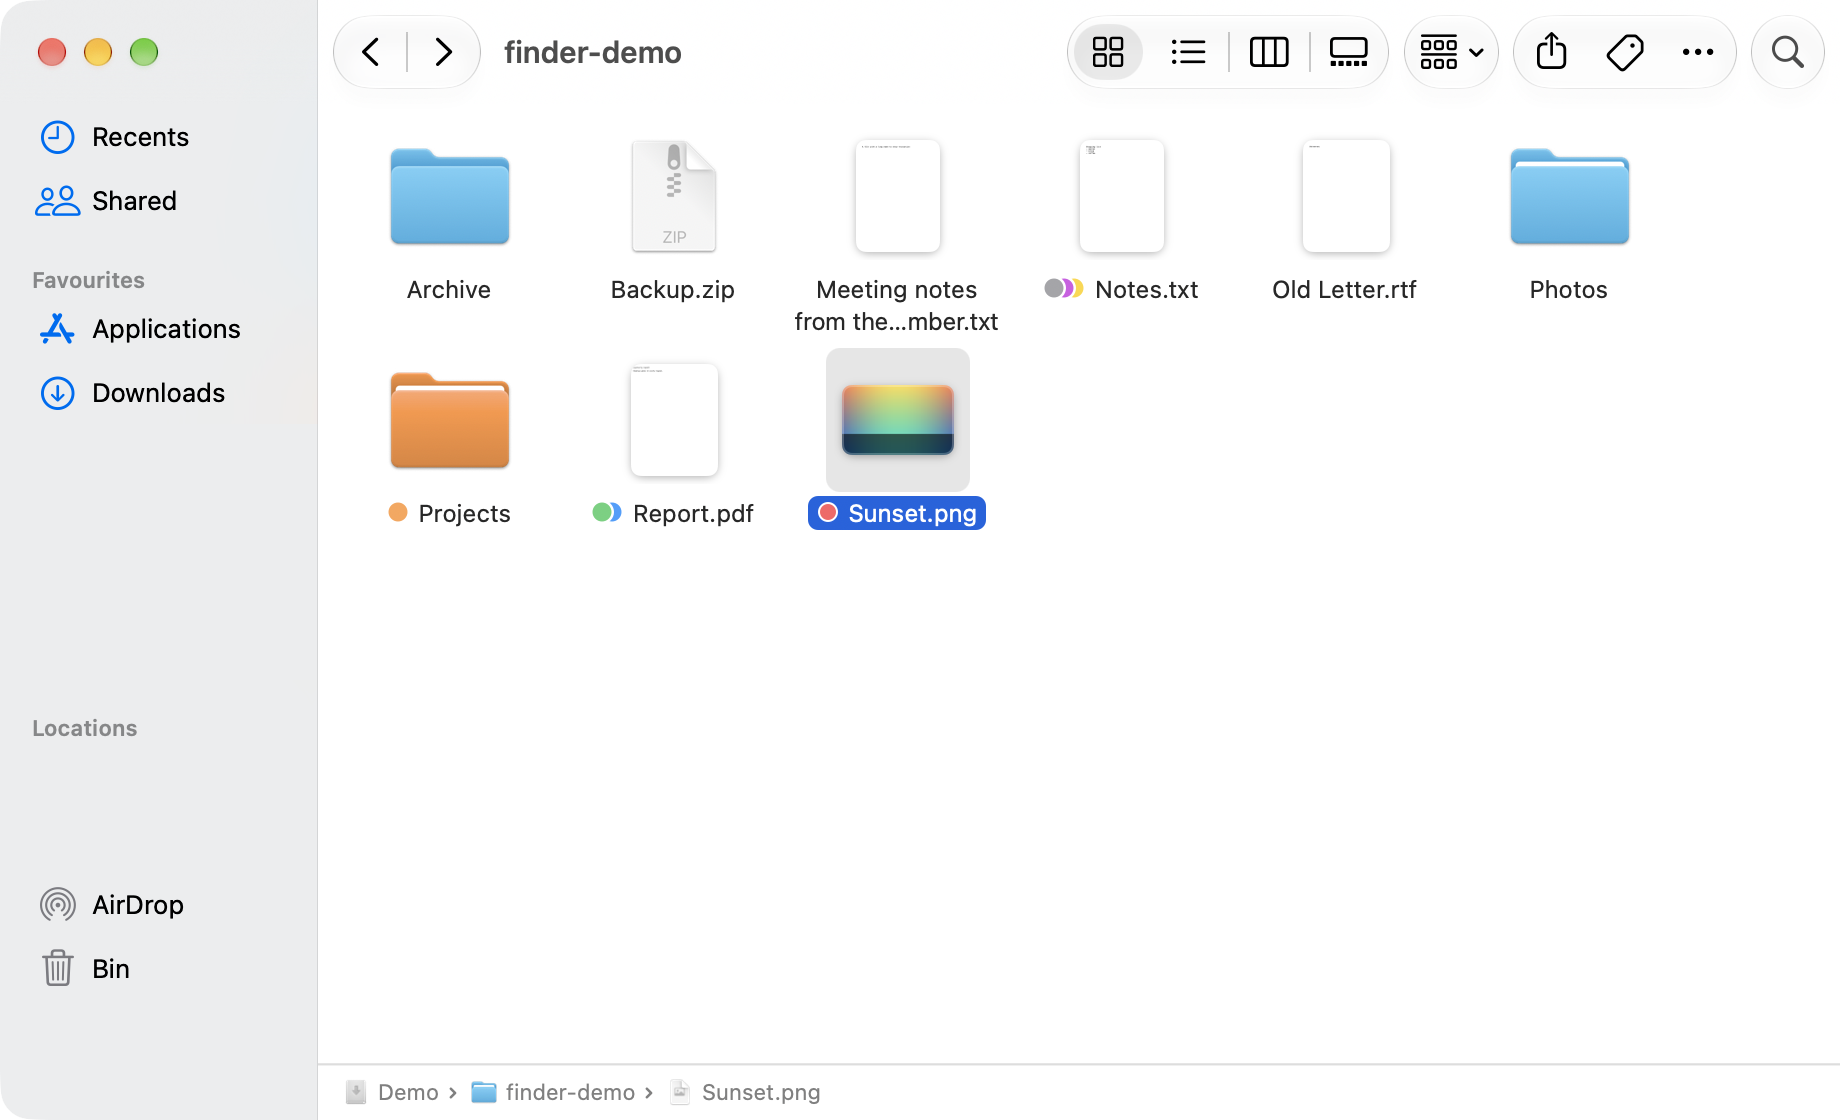 finder-demo
Recents
Shared
Favourites
Applications
Downloads
Locations
AirDrop
Bin
ZIP
Archive
Backup.zip
Meeting notes
from the...mber.txt
Notes.txt
Old Letter.rtf
Photos
Projects
Report.pdf
Sunset.png
Demo › finder-demo › Sunset.png